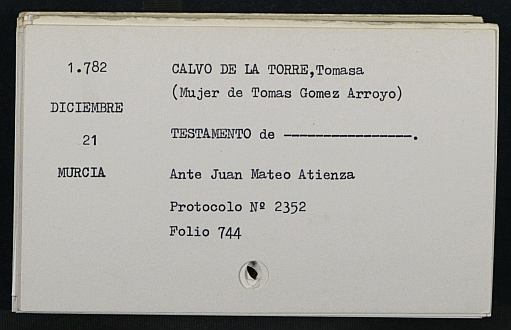 1.782 CALVO DE LA TORRE,Tomasa
(Mujer de Tomas Gomez Arroyo)
DICIEMBRE
21 TESTAMENTO de ----------------.
MURCIA Ante Juan Mateo Atienza
Protocolo Nº 2352
Folio 744